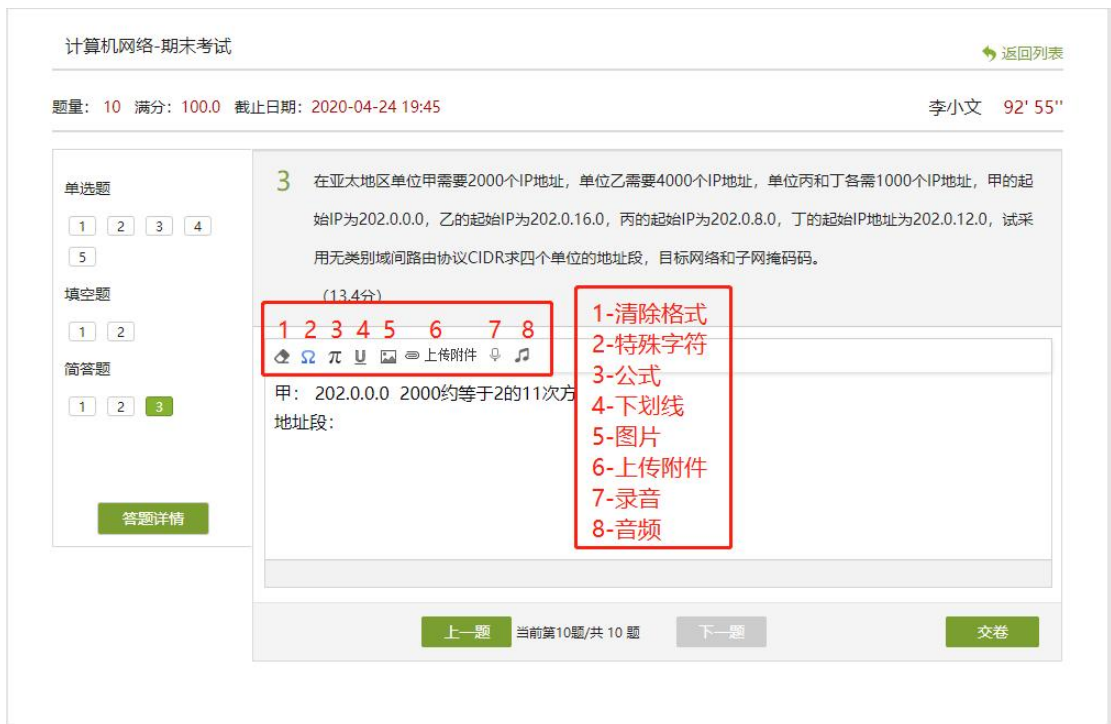 计算机网络-期末考试
返回列表
题量： 10 满分：100.0 截止日期：2020-04-24 19:45
李小文 92' 55''
单选题
1 2 3 4
5
填空题
1 2
简答题
1 2 3
答题详情
3 在亚太地区单位甲需要2000个IP地址，单位乙需要4000个IP地址，单位丙和丁各需1000个IP地址，甲的起
始IP为202.0.0.0，乙的起始IP为202.0.16.0，丙的起始IP为202.0.8.0，丁的起始IP地址为202.0.12.0，试采
用无类别域间路由协议CIDR求四个单位的地址段，目标网络和子网掩码码。
（13.4分）
1 2 3 4 5 6 7 8
Ω π U 上传附件
甲： 202.0.0.0 2000约等于2的11次方
地址段：
1-清除格式
2-特殊字符
3-公式
4-下划线
5-图片
6-上传附件
7-录音
8-音频
上一题 当前第10题/共 10 题 下一题
交卷